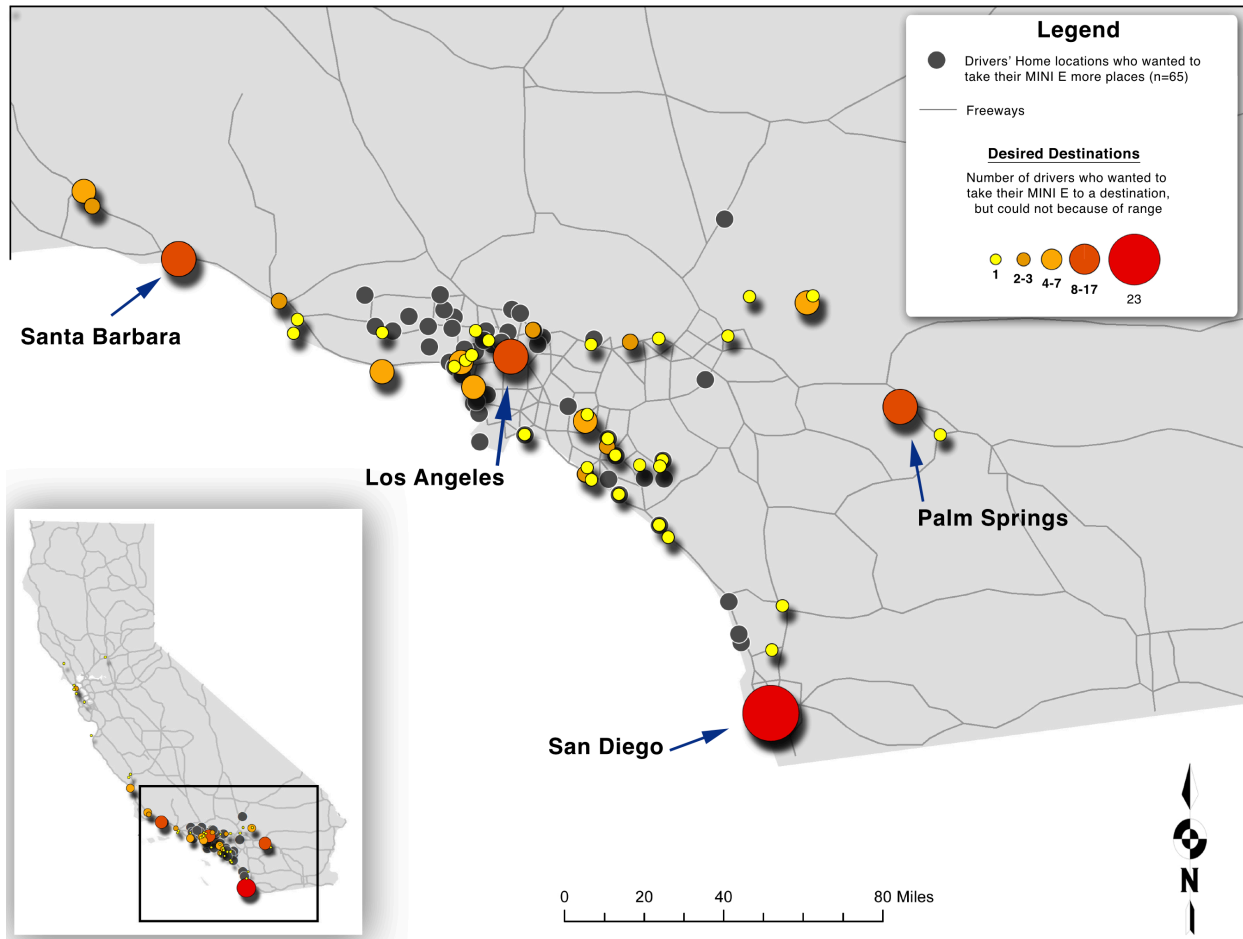 Legend
Drivers' Home locations who wanted to
take their MINI E more places (n=65)
Freeways
Desired Destinations
Number of drivers who wanted to
take their MINI E to a destination,
but could not because of range
1
2-3
4-7
8-17
23
Santa Barbara
Los Angeles
Palm Springs
San Diego
0
20
40
80 Miles
N